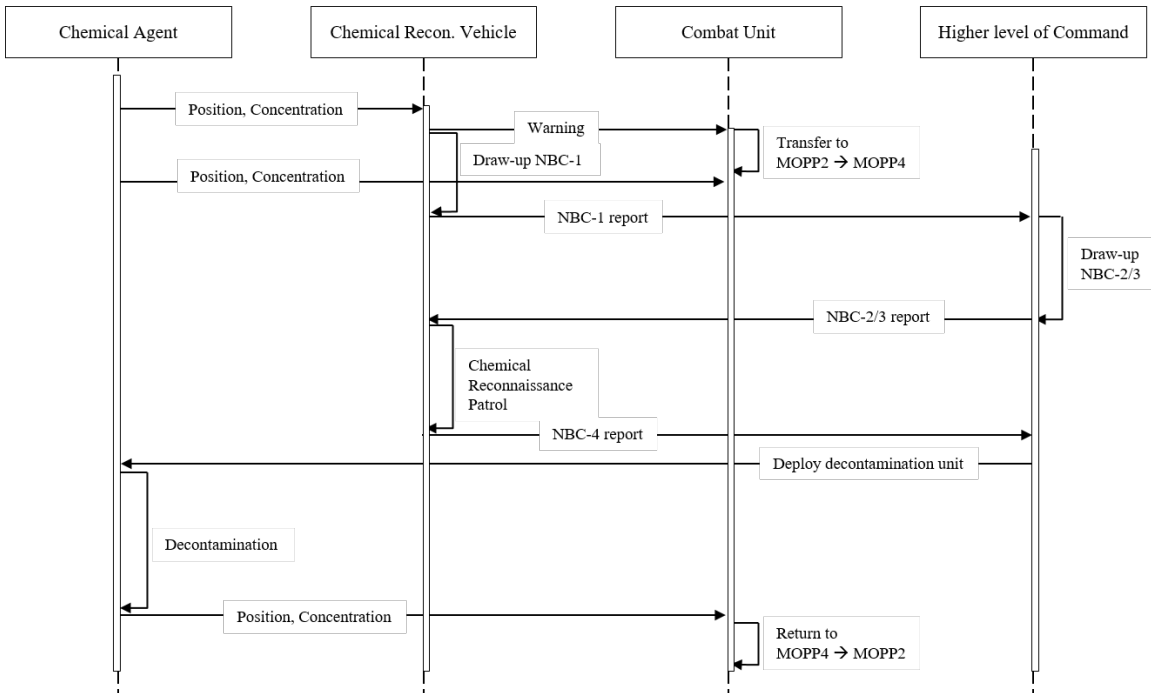 Chemical Agent
Chemical Recon. Vehicle
Combat Unit
Higher level of Command
Position, Concentration
Warning
Transfer to
MOPP2 → MOPP4
Draw-up NBC-1
Position, Concentration
NBC-1 report
Draw-up
NBC-2/3
NBC-2/3 report
Chemical
Reconnaissance
Patrol
NBC-4 report
Deploy decontamination unit
Decontamination
Position, Concentration
Return to
MOPP4 → MOPP2